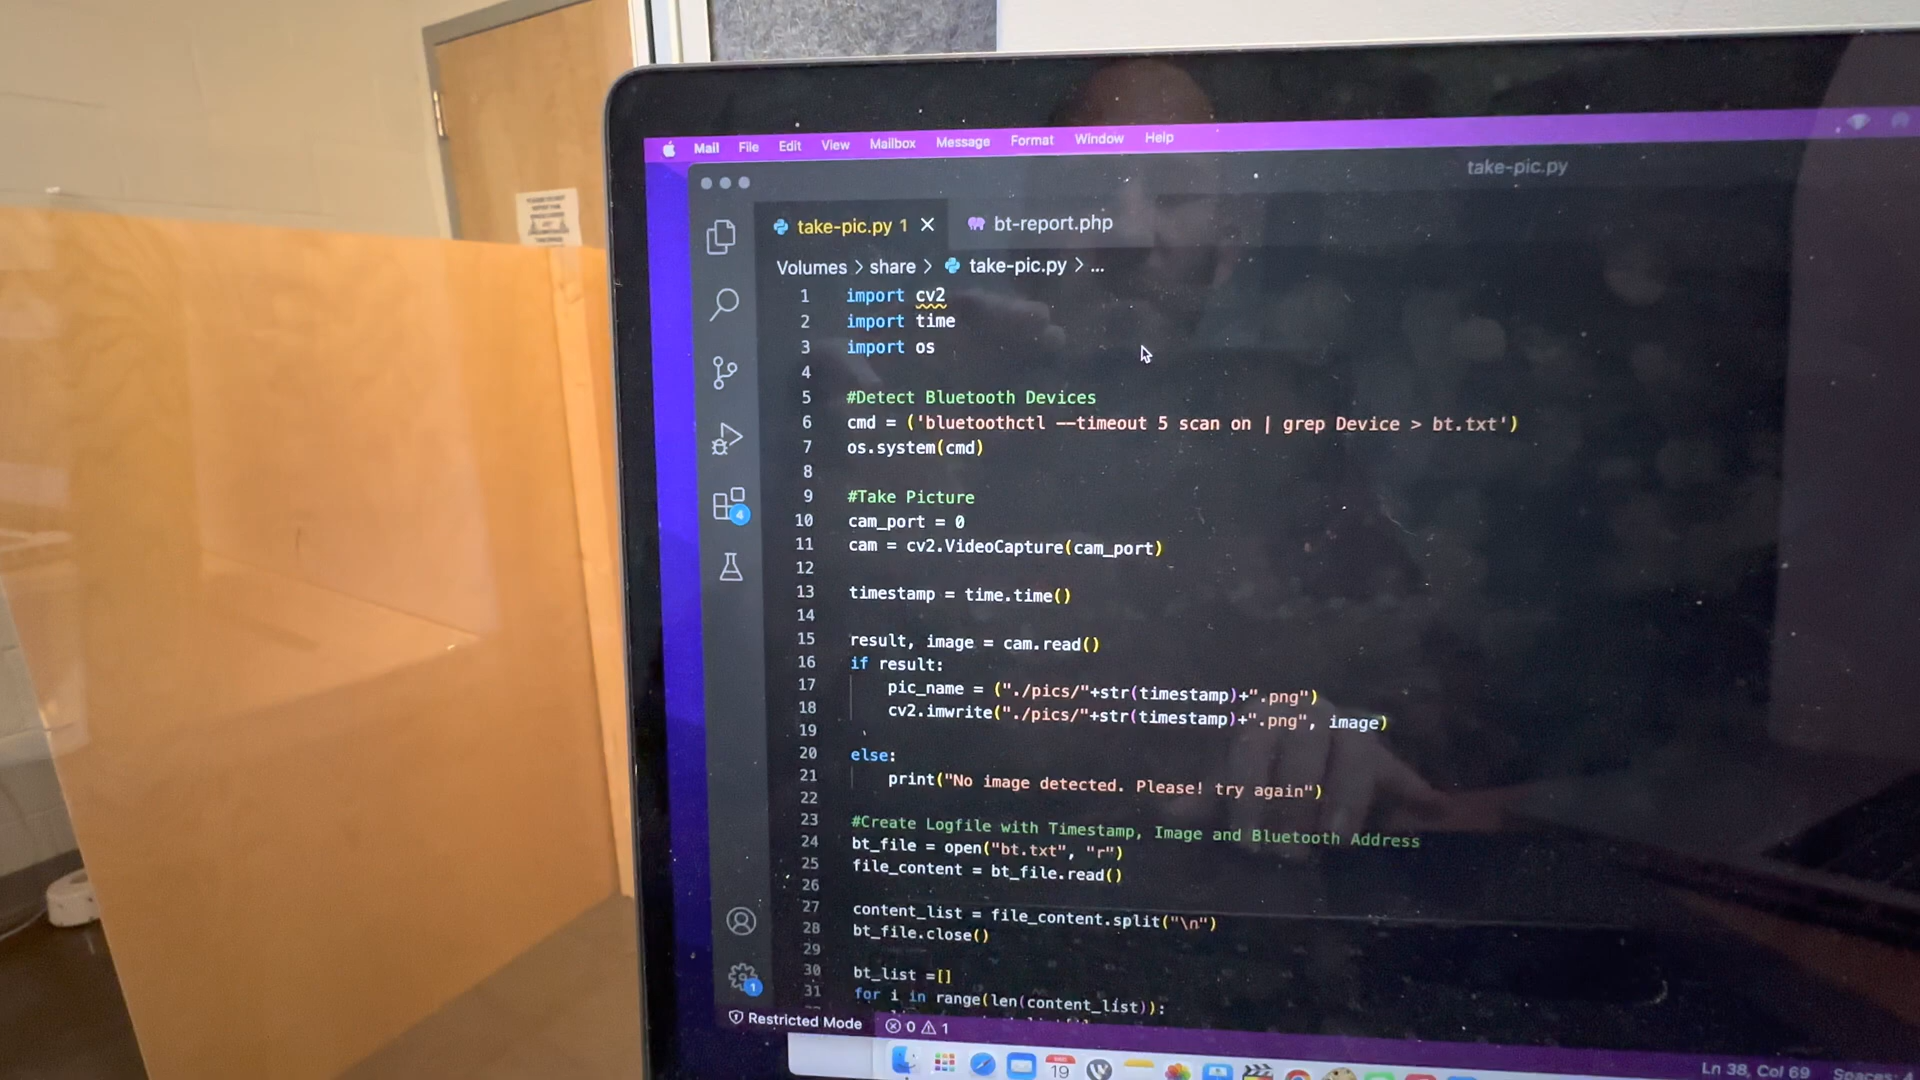 Mail File Edit View Mailbox Message Format Window Help
take-pic.py
take-pic.py 1 bt-report.php
Volumes > share > take-pic.py > ...
1 import cv2
2 import time
3 import os
4
5 #Detect Bluetooth Devices
6 cmd = ('bluetoothctl --timeout 5 scan on | grep Device > bt.txt')
7 os.system(cmd)
8
9 #Take Picture
10 cam_port = 0
11 cam = cv2.VideoCapture(cam_port)
12
13 timestamp = time.time()
14
15 result, image = cam.read()
16 if result:
17 pic_name = ("./pics/"+str(timestamp)+".png")
18 cv2.imwrite("./pics/"+str(timestamp)+".png", image)
19
20 else:
21 print("No image detected. Please! try again")
22
23 #Create Logfile with Timestamp, Image and Bluetooth Address
24 bt_file = open("bt.txt", "r")
25 file_content = bt_file.read()
26
27 content_list = file_content.split("\n")
28 bt_file.close()
29
30 bt_list =[]
31 for i in range(len(content_list)):
4
1
Restricted Mode 0 1
Ln 38, Col 69 Spaces: 4
19